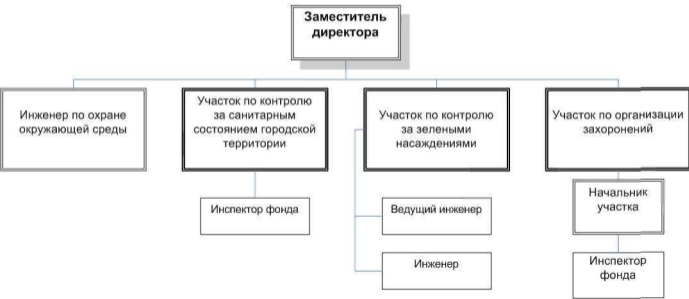 Заместитель
директора
Инженер по охране
окружающей среды
Участок по контролю
за санитарным
состоянием городской
территории
Участок по контролю
за зелеными
насаждениями
Участок по организации
захоронений
Инспектор фонда
Ведущий инженер
Инженер
Начальник
участка
Инспектор
фонда